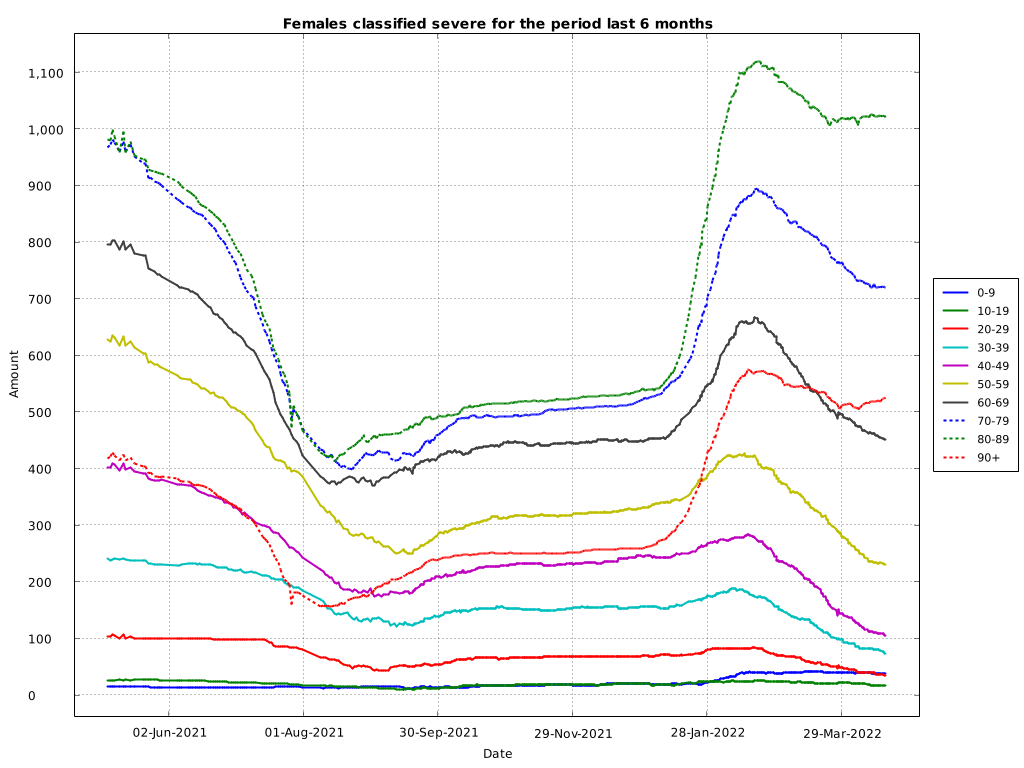 Females classified severe for the period last 6 months
1,100
1,000
900
800
700
600
500
400
300
200
100
0
Amount
02-Jun-2021
01-Aug-2021
30-Sep-2021
29-Nov-2021
28-Jan-2022
29-Mar-2022
Date
0-9
10-19
20-29
30-39
40-49
50-59
60-69
70-79
80-89
90+